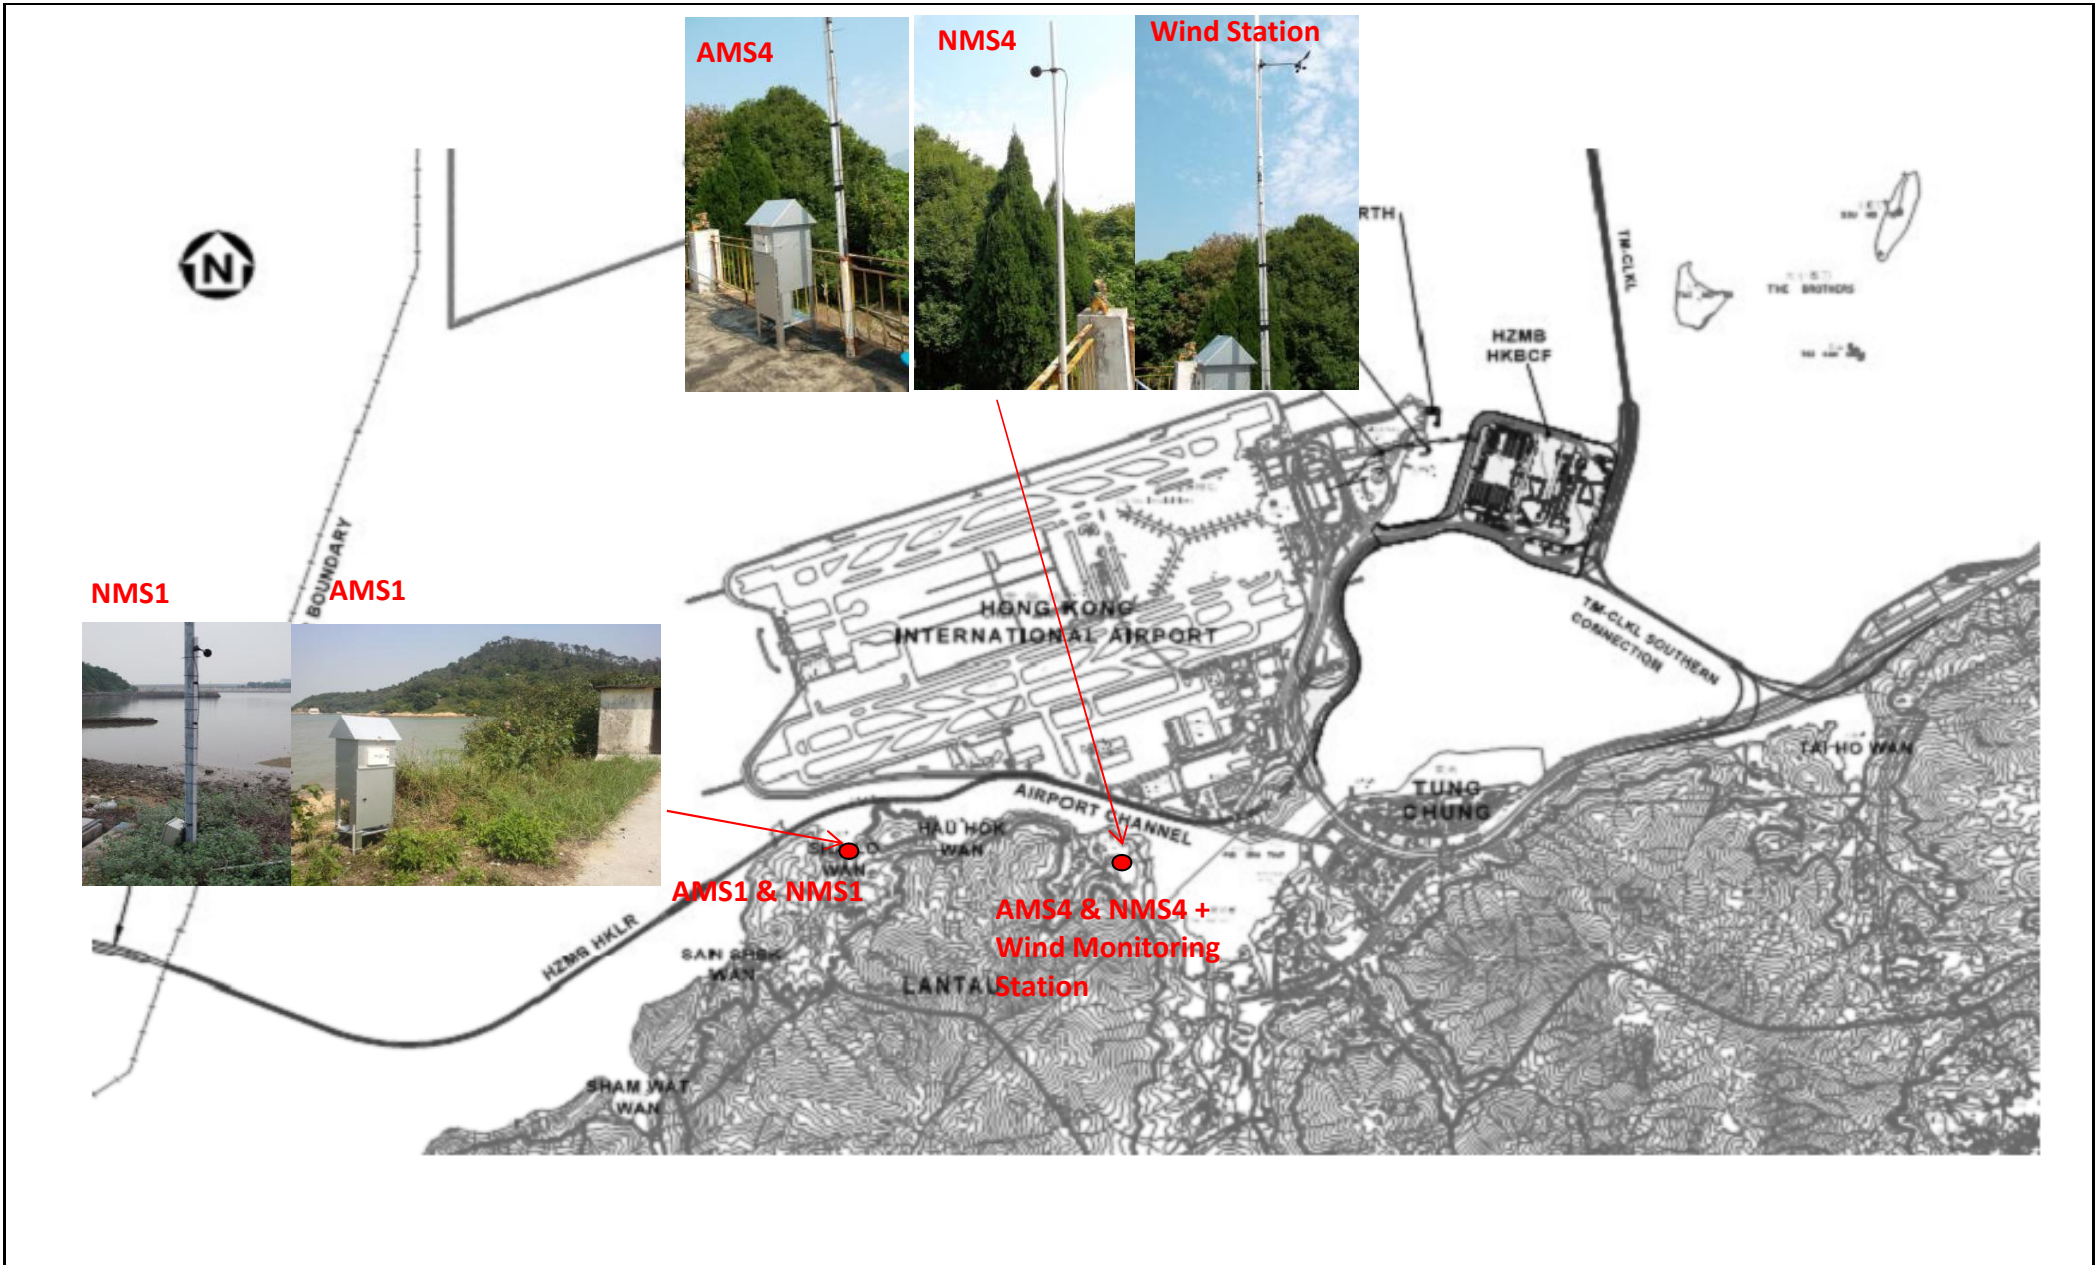 AMS4
NMS4
Wind Station
N
RTH
TM-CLKL
THE BROTHERS
HZMB
HKBCF
BOUNDARY
NMS1
AMS1
HONG KONG
INTERNATIONAL AIRPORT
TM-CLKL SOUTHERN
CONNECTION
TAI HO WAN
TUNG
CHUNG
AIRPORT CHANNEL
HAU HOK
WAN
WAN
AMS1 & NMS1
AMS4 & NMS4 +
Wind Monitoring
Station
HZMB HKLR
WAN
LANTAU
SHAM WAT
WAN